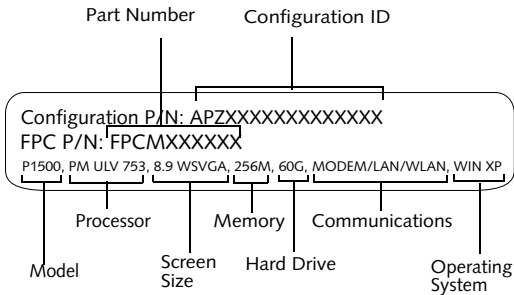 Part Number
Configuration ID
Configuration P/N: APZXXXXXXXXXXXXX
FPC P/N: FPCMXXXXXX
P1500, PM ULV 753, 8.9 WSVGA, 256M, 60G, MODEM/LAN/WLAN, WIN XP
Processor
Memory
Communications
Model
Screen
Size
Hard Drive
Operating
System